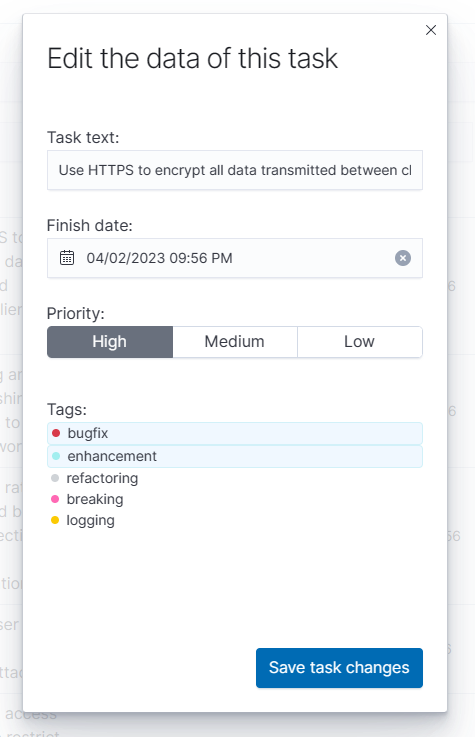 Edit the data of this task
Task text:
Use HTTPS to encrypt all data transmitted between cl
Finish date:
04/02/2023 09:56 PM
Priority:
High Medium Low
Tags:
bugfix
enhancement
refactoring
breaking
logging
Save task changes
access